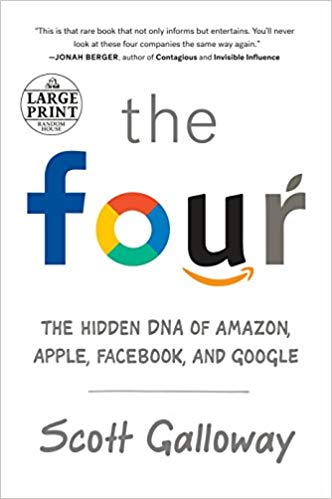 "This is that rare book that not only informs but entertains. You'll never
look at these four companies the same way again."
—JONAH BERGER, author of Contagious and Invisible Influence
LARGE
PRINT
RANDOM
HOUSE
the
four
THE HIDDEN DNA OF AMAZON,
APPLE, FACEBOOK, AND GOOGLE
Scott Galloway